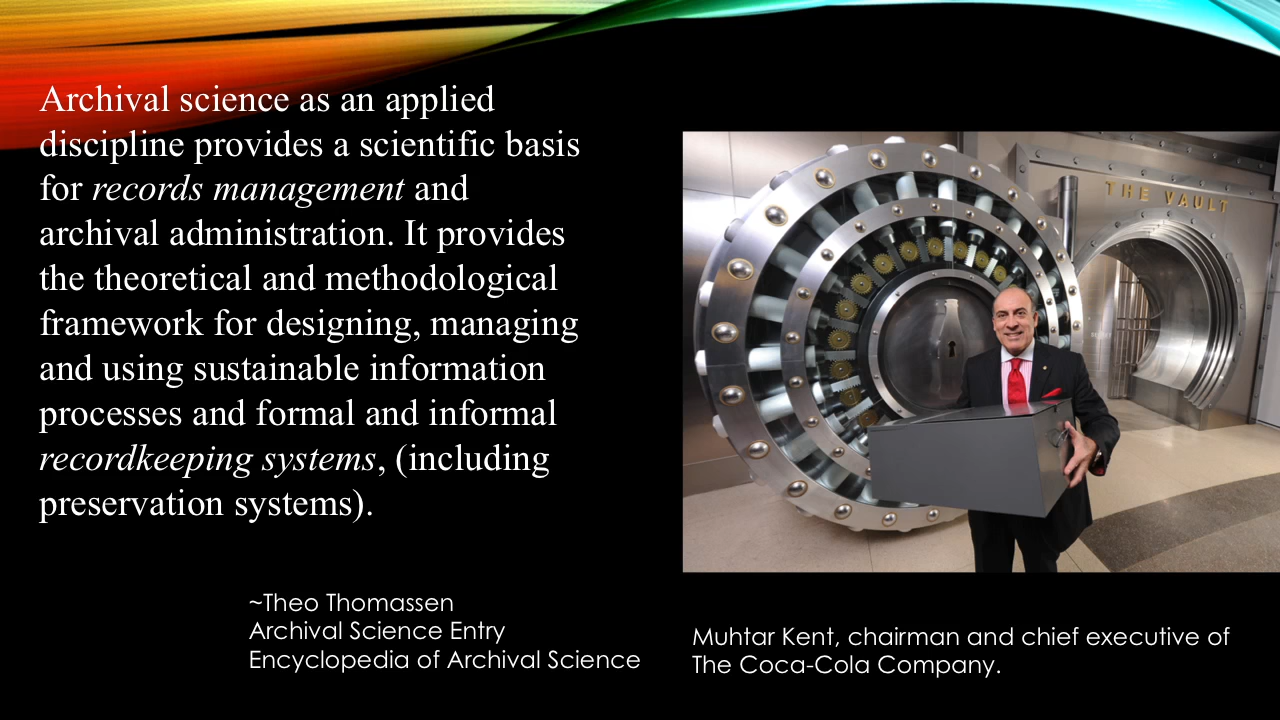 Archival science as an applied
discipline provides a scientific basis
for records management and
archival administration. It provides
the theoretical and methodological
framework for designing, managing
and using sustainable information
processes and formal and informal
recordkeeping systems, (including
preservation systems).
~Theo Thomassen
Archival Science Entry
Encyclopedia of Archival Science
THE VAULT
Muhtar Kent, chairman and chief executive of
The Coca-Cola Company.